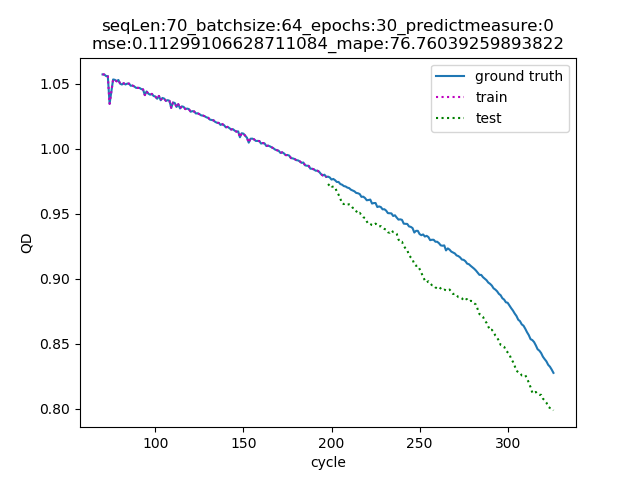 seqLen:70_batchsize:64_epochs:30_predictmeasure:0
mse:0.11299106628711084_mape:76.76039259893822
ground truth
train
test
1.05
1.00
0.95
0.90
0.85
0.80
QD
100 150 200 250 300
cycle